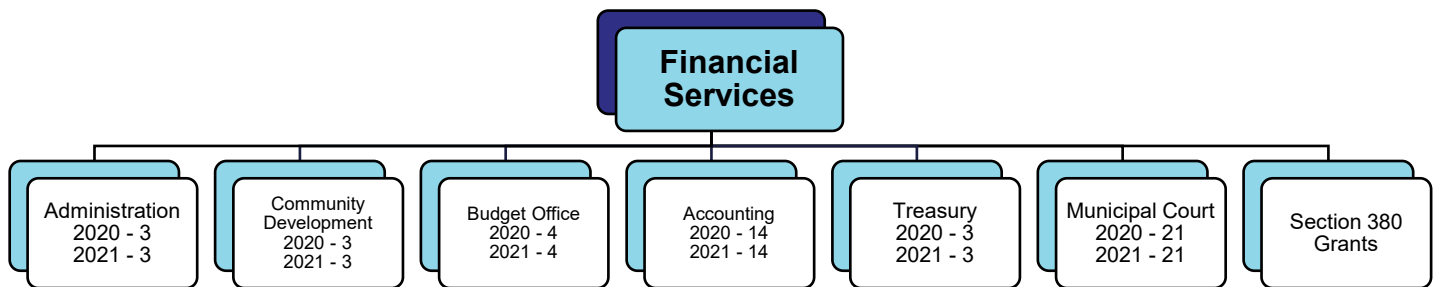 Financial
Services
Administration
2020 - 3
2021 - 3
Community
Development
2020 - 3
2021 - 3
Budget Office
2020 - 4
2021 - 4
Accounting
2020 - 14
2021 - 14
Treasury
2020 - 3
2021 - 3
Municipal Court
2020 - 21
2021 - 21
Section 380
Grants